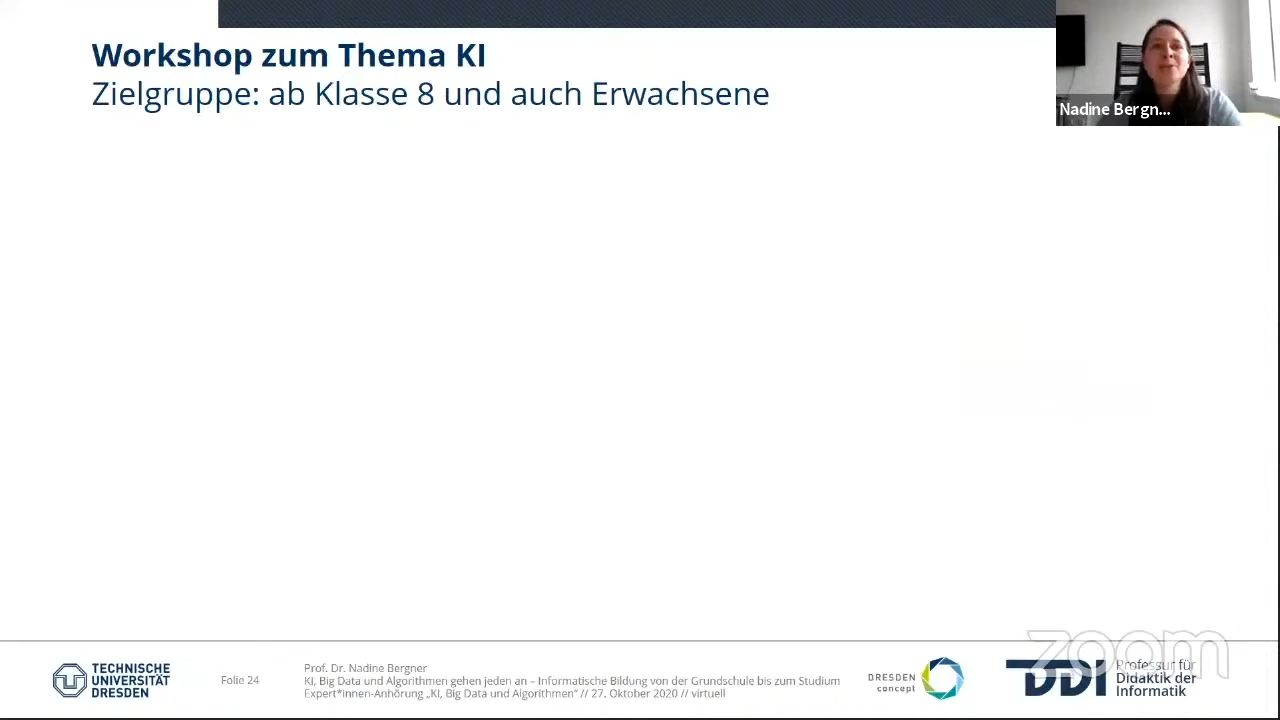 Workshop zum Thema KI
Zielgruppe: ab Klasse 8 und auch Erwachsene
Nadine Bergn...
TECHNISCHE
UNIVERSITÄT
DRESDEN
Folie 24
Prof. Dr. Nadine Bergner
KI, Big Data und Algorithmen gehen jeden an – Informatische Bildung von der Grundschule bis zum Studium
Expert*innen-Anhörung „KI, Big Data und Algorithmen“ // 27. Oktober 2020 // virtuell
DRESDEN
concept
DDI
Professur für
Didaktik der
Informatik
zoom